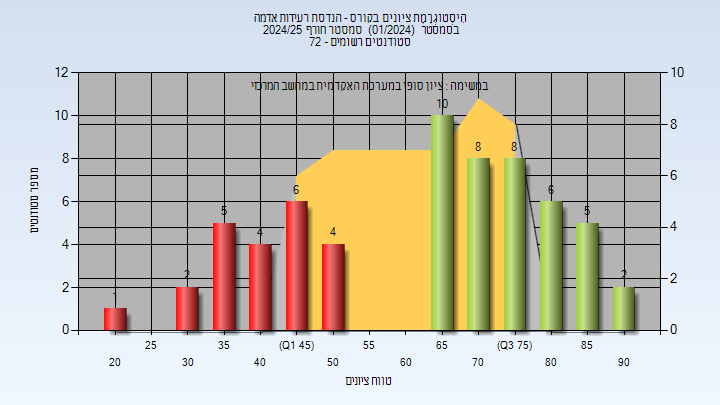 הִיסְטוֹגְרַמַת ציונים בקורס - הנדסת רעידות אדמה
בסמסטר (01/2024) סמסטר חורף 2024/25
סטודנטים רשומים - 72
במשימה : ציון סופי במערכת האקדמית במחשב המרכזי
מספר סטודנטים
12 10 8 6 4 2 0
10 8 6 4 2 0
1 2 5 4 6 4 10 8 8 6 5 2
25 35 (Q1 45) 55 65 (Q3 75) 85
20 30 40 50 60 70 80 90
טווח ציונים